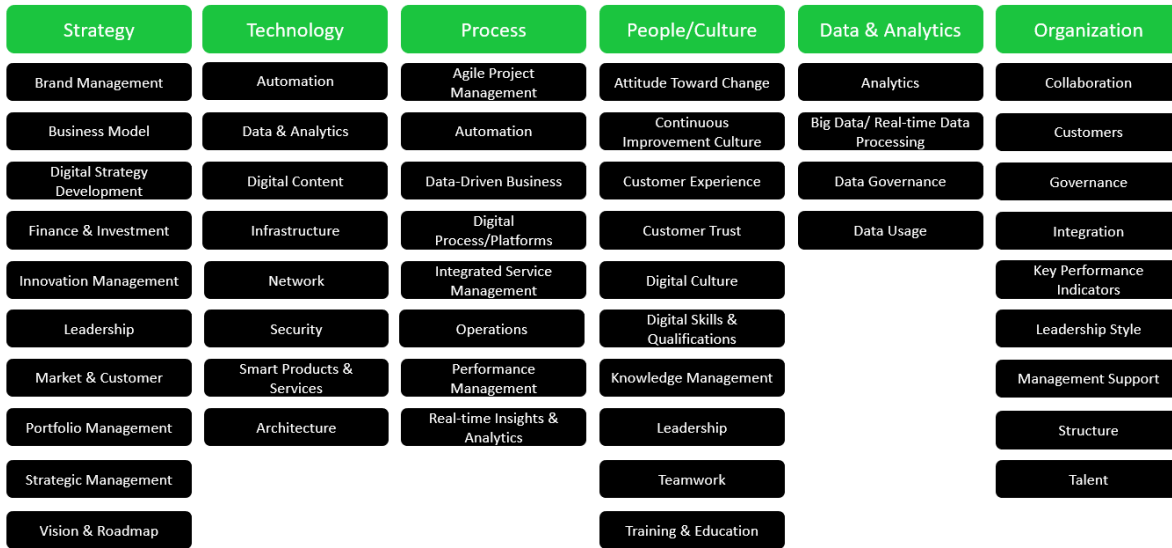 Strategy
Brand Management
Business Model
Digital Strategy
Development
Finance & Investment
Innovation Management
Leadership
Market & Customer
Portfolio Management
Strategic Management
Vision & Roadmap
Technology
Automation
Data & Analytics
Digital Content
Infrastructure
Network
Security
Smart Products &
Services
Architecture
Process
Agile Project
Management
Automation
Data-Driven Business
Digital
Process/Platforms
Integrated Service
Management
Operations
Performance
Management
Real-time Insights &
Analytics
People/Culture
Attitude Toward Change
Continuous
Improvement Culture
Customer Experience
Customer Trust
Digital Culture
Digital Skills &
Qualifications
Knowledge Management
Leadership
Teamwork
Training & Education
Data & Analytics
Analytics
Big Data/ Real-time Data
Processing
Data Governance
Data Usage
Organization
Collaboration
Customers
Governance
Integration
Key Performance
Indicators
Leadership Style
Management Support
Structure
Talent